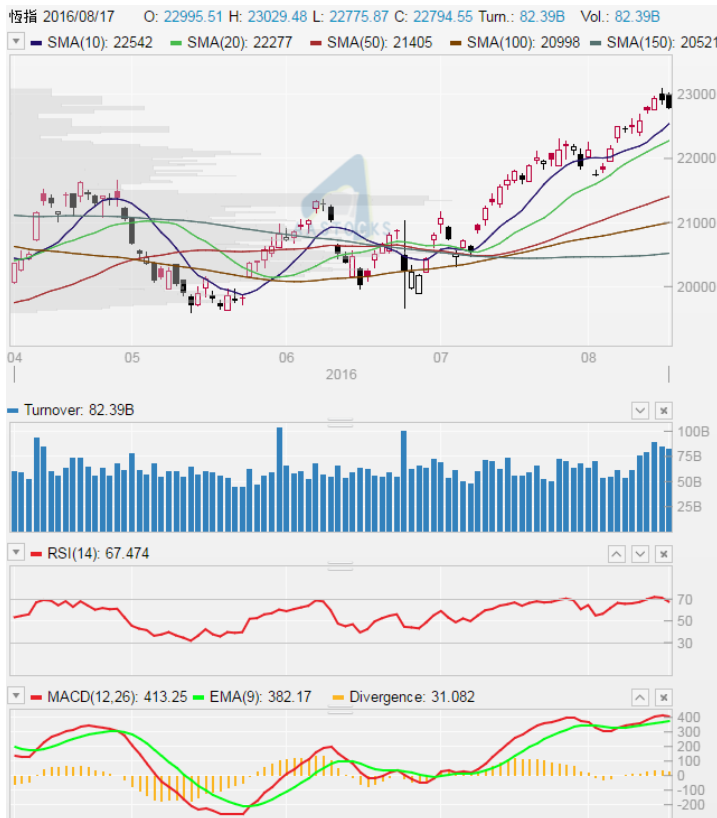 恆指 2016/08/17 O: 22995.51 H: 23029.48 L: 22775.87 C: 22794.55 Turn.: 82.39B Vol.: 82.39B
SMA(10): 22542 SMA(20): 22277 SMA(50): 21405 SMA(100): 20998 SMA(150): 20521
23000
22000
AASTOCKS
21000
20000
04 05 06 07 08
2016
Turnover: 82.39B
100B
75B
50B
25B
RSI(14): 67.474
70
50
30
MACD(12,26): 413.25 EMA(9): 382.17 Divergence: 31.082
400
300
200
100
0
-100
-200